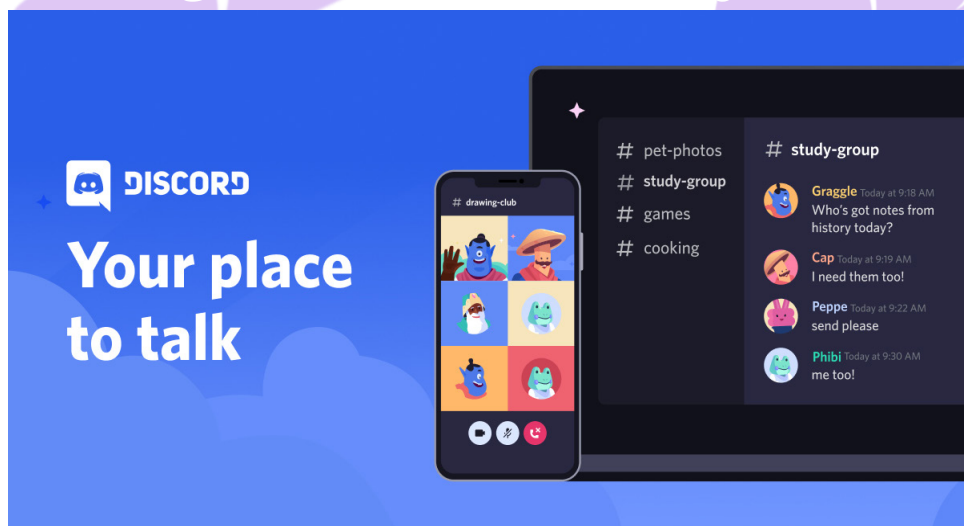 DISCORD
Your place
to talk
# drawing-club
# pet-photos
# study-group
# games
# cooking
# study-group
Graggle Today at 9:18 AM
Who's got notes from
history today?
Cap Today at 9:19 AM
I need them too!
Peppe Today at 9:22 AM
send please
Phibi Today at 9:30 AM
me too!